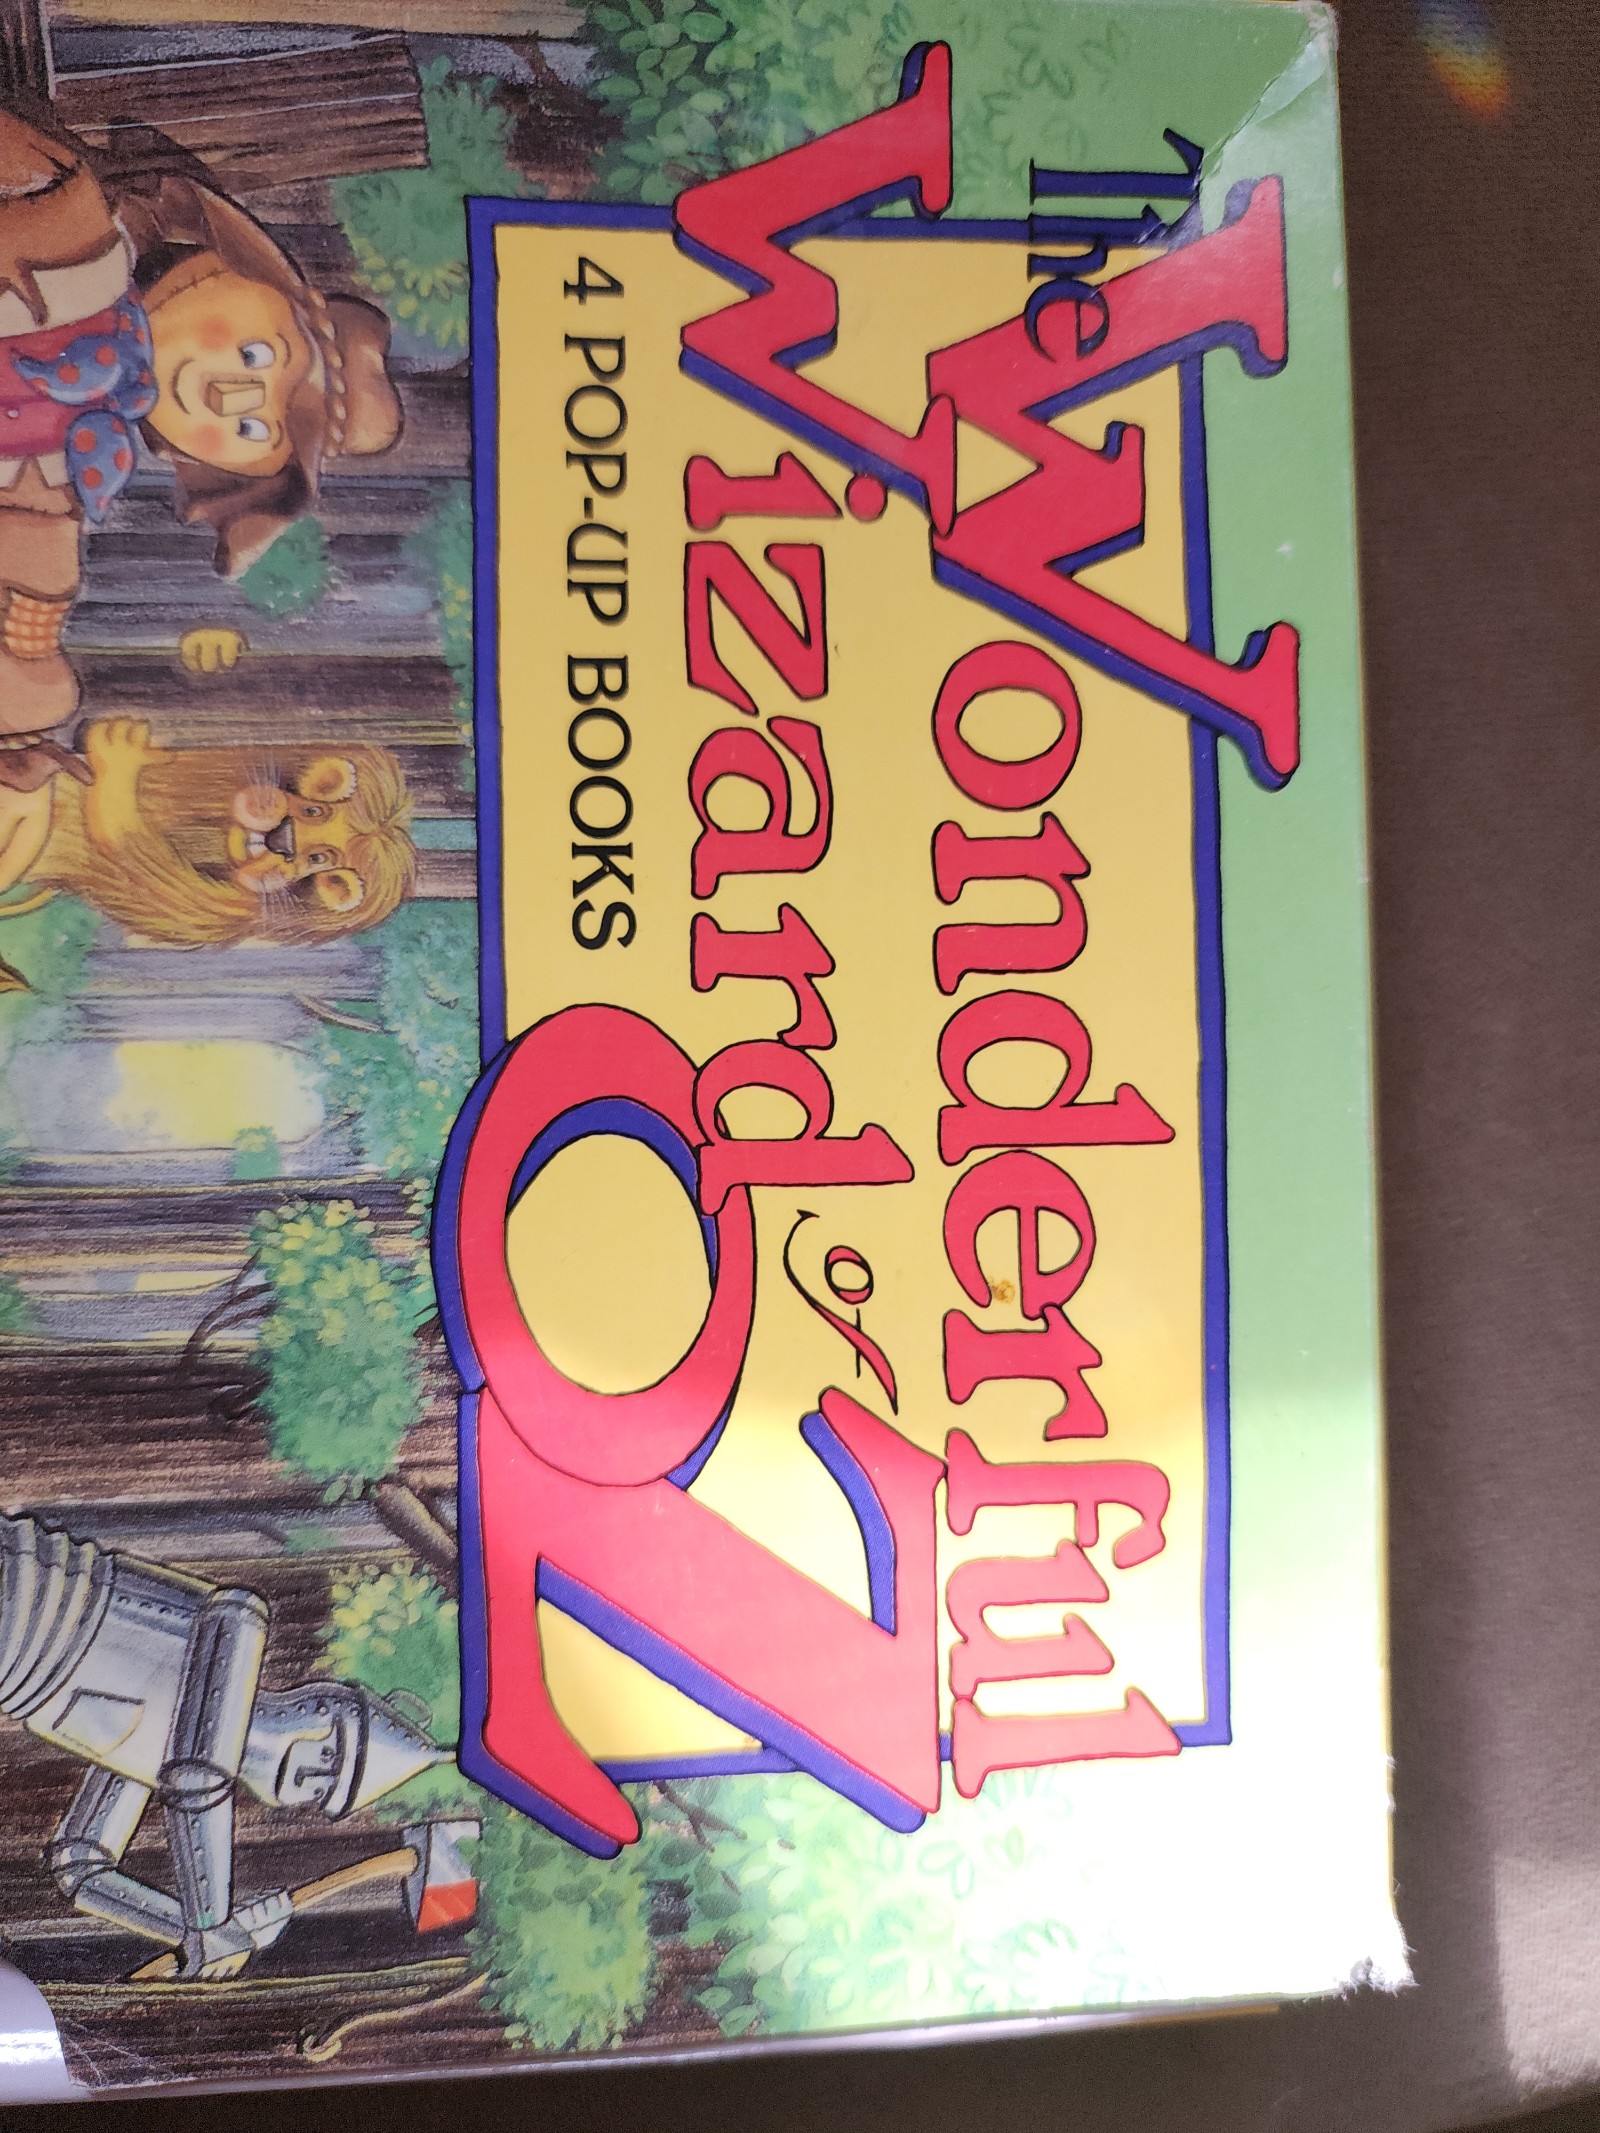 The
Wonderful
Wizard of
OZ
4 POP-UP BOOKS